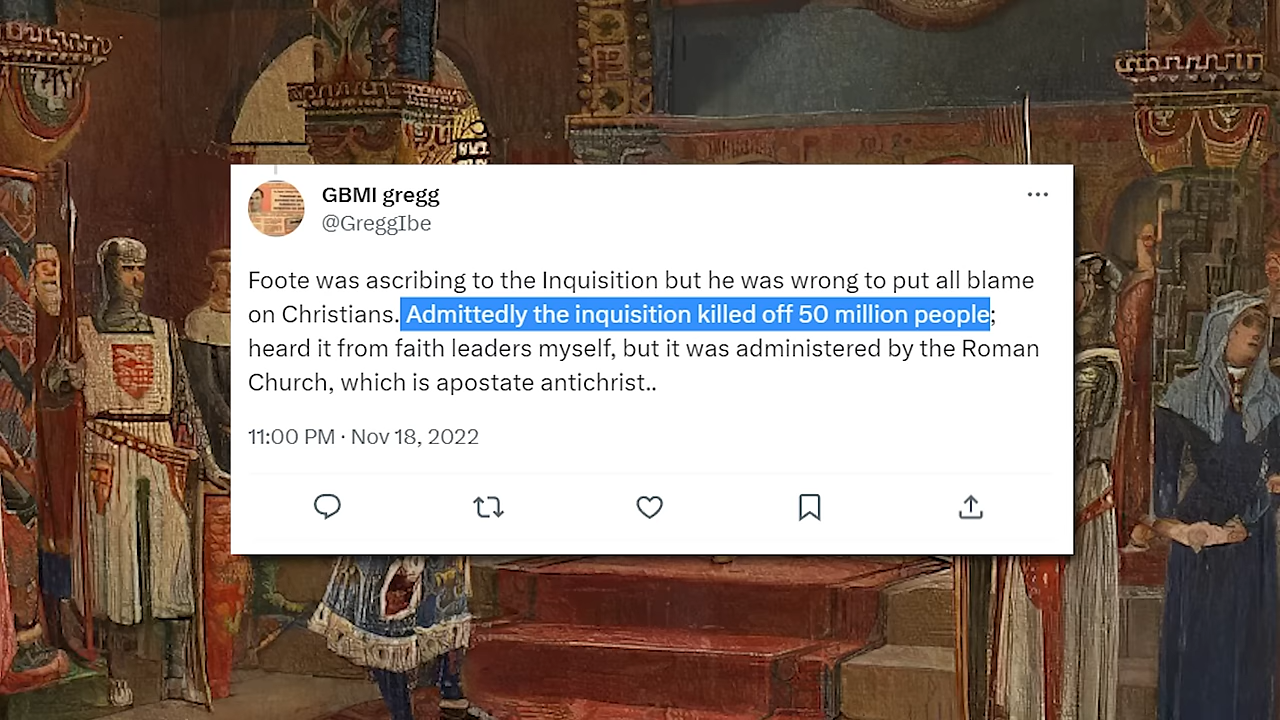 GBMI gregg
@GreggIbe
Foote was ascribing to the Inquisition but he was wrong to put all blame
on Christians. Admittedly the inquisition killed off 50 million people;
heard it from faith leaders myself, but it was administered by the Roman
Church, which is apostate antichrist..
11:00 PM · Nov 18, 2022